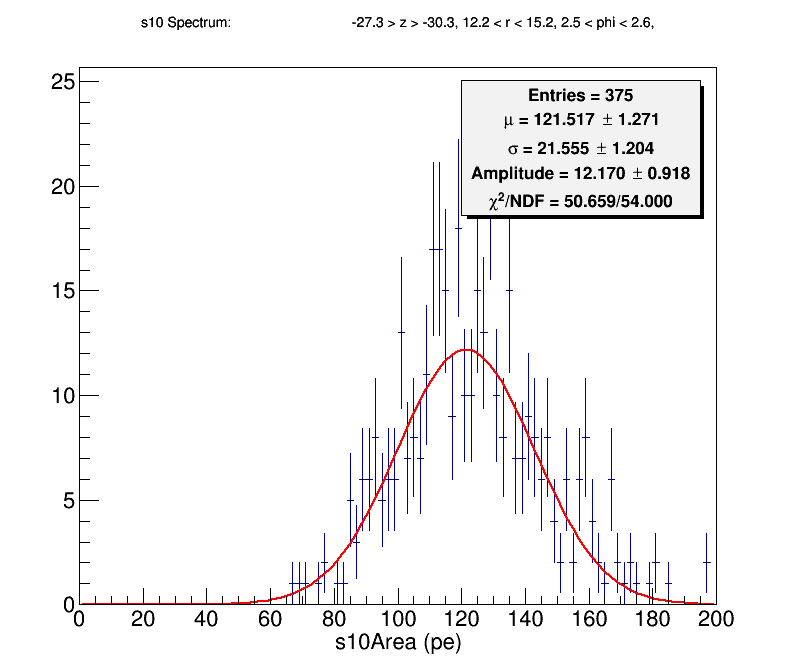 s10 Spectrum: -27.3 > z > -30.3, 12.2 < r < 15.2, 2.5 < phi < 2.6,
Entries = 375
μ = 121.517 ± 1.271
σ = 21.555 ± 1.204
Amplitude = 12.170 ± 0.918
χ²/NDF = 50.659/54.000
25
20
15
10
5
0
0 20 40 60 80 100 120 140 160 180 200
s10Area (pe)